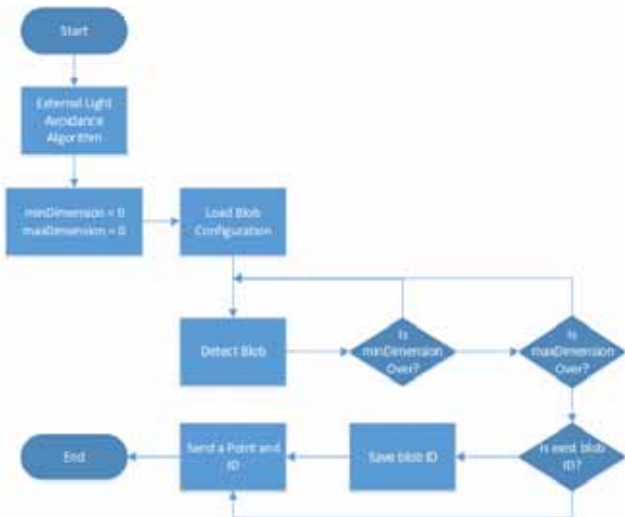 Start
External Light
Avoidance
Algorithm
minDimension = 0
maxDimension = 0
Load Blob
Configuration
Detect Blob
Is
minDimension
Over?
Is
maxDimension
Over?
End
Send a Point and
ID
Save blob ID
Is exist blob
ID?